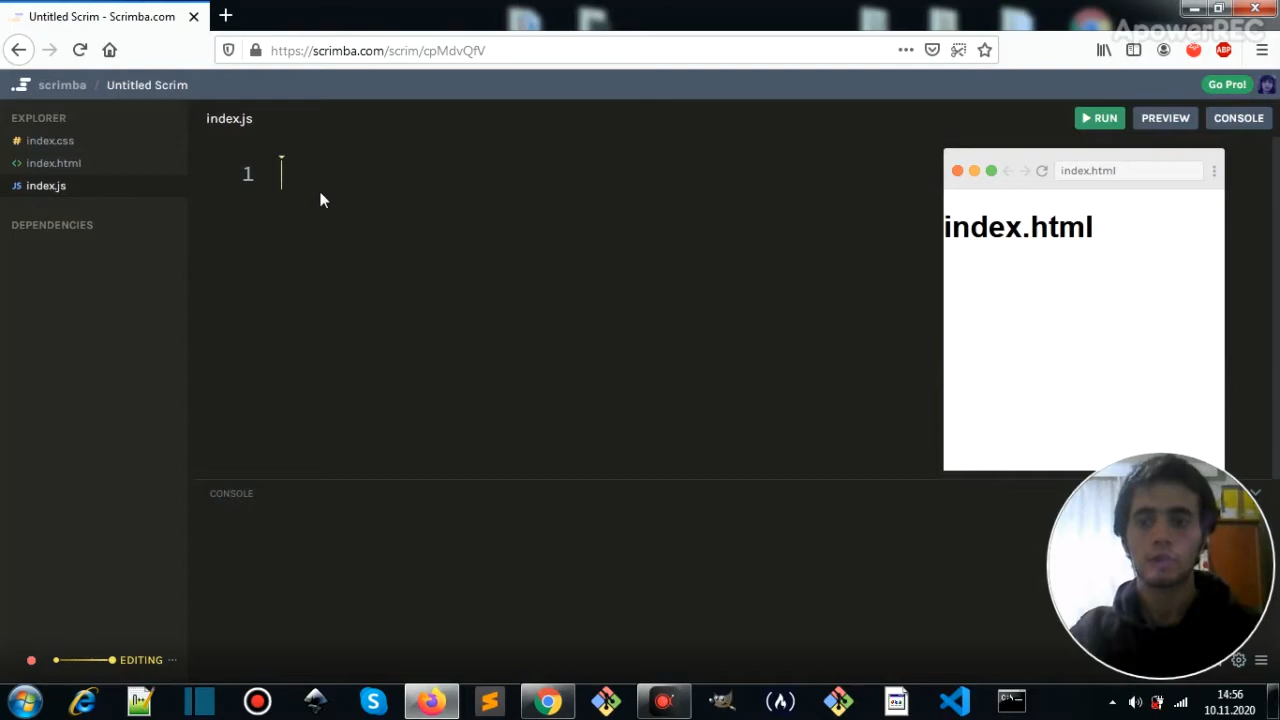 Untitled Scrim - Scrimba.com
ApowerREC
https://scrimba.com/scrim/cpMdvQfV
ABP
scrimba / Untitled Scrim
Go Pro!
EXPLORER
index.css
index.html
JS index.js
DEPENDENCIES
index.js
RUN
PREVIEW
CONSOLE
1
index.html
index.html
CONSOLE
EDITING
14:56
10.11.2020